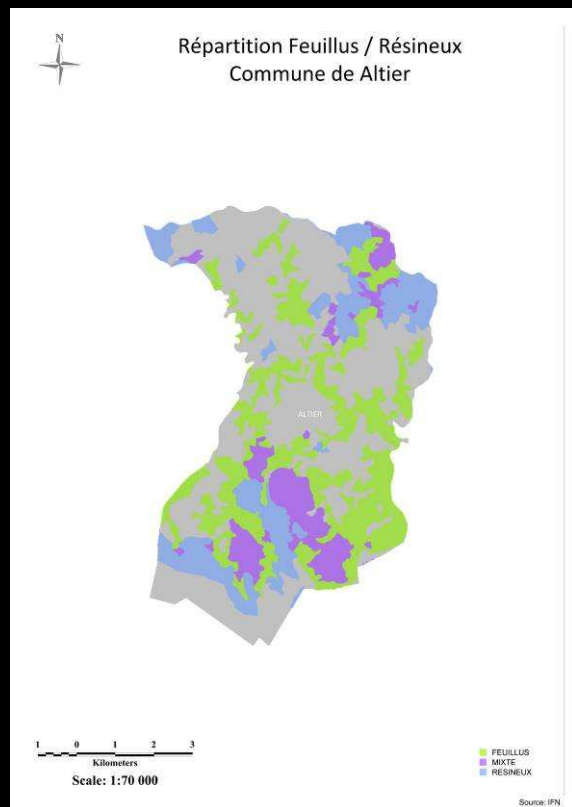 N
Répartition Feuillus / Résineux
Commune de Altier
ALTIER
1 0 1 2 3
Kilometers
Scale: 1:70 000
FEUILLUS
MIXTE
RESINEUX
Source: IFN